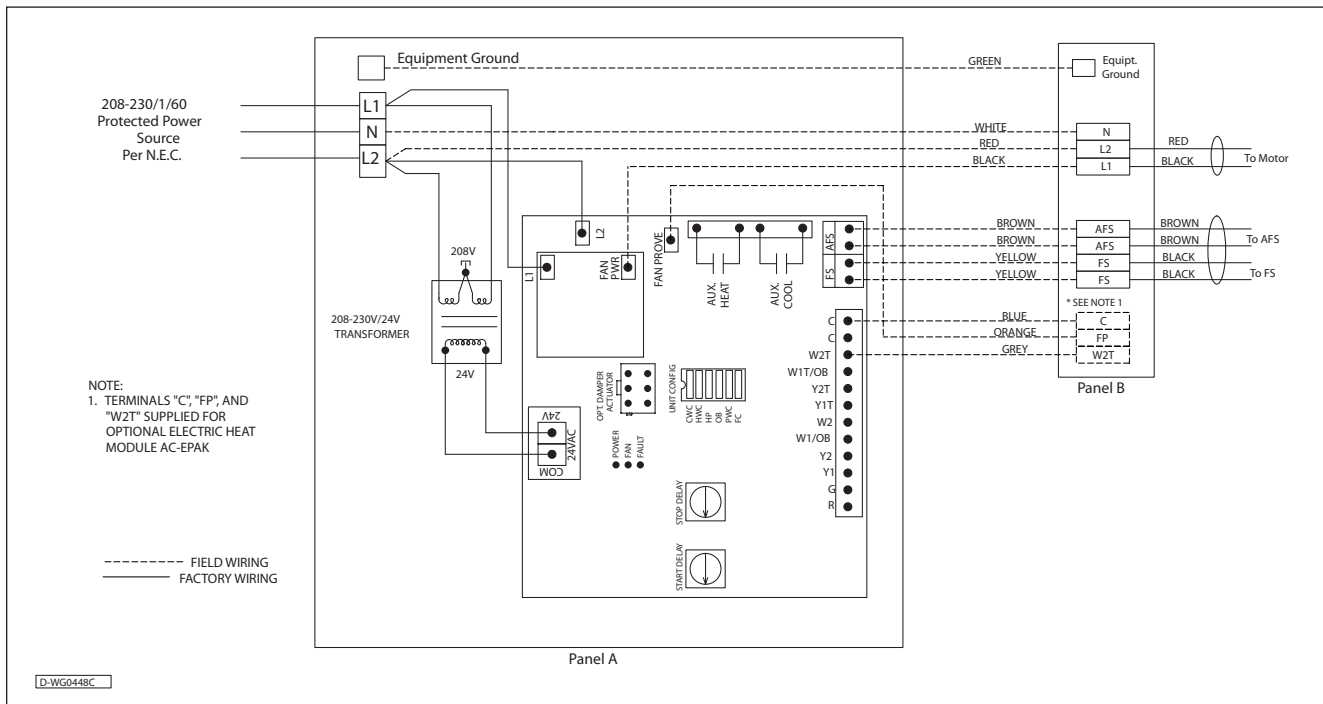 Equipment Ground
GREEN
Equipt.
Ground
208-230/1/60
Protected Power
Source
Per N.E.C.
L1
N
L2
WHITE
RED
BLACK
N
L2
L1
RED
BLACK
To Motor
L2
L1
FAN
PWR
FAN PROVE
AUX.
HEAT
AUX.
COOL
AFS
FS
BROWN
BROWN
YELLOW
YELLOW
AFS
AFS
FS
FS
BROWN
BROWN
BLACK
BLACK
To AFS
To FS
* SEE NOTE 1
BLUE
ORANGE
GREY
C
FP
W2T
Panel B
208V
208-230V/24V
TRANSFORMER
24V
C
C
W2T
W1T/OB
Y2T
Y1T
W2
W1/OB
Y2
Y1
G
R
OPT. DAMPER
ACTUATOR
UNIT CONFIG
CWC
HWC
HP
OB
PWC
FC
24V
24VAC
COM
POWER
FAN
FAULT
STOP DELAY
START DELAY
NOTE:
1. TERMINALS "C", "FP", AND
"W2T" SUPPLIED FOR
OPTIONAL ELECTRIC HEAT
MODULE AC-EPAK
FIELD WIRING
FACTORY WIRING
Panel A
D-WG0448C